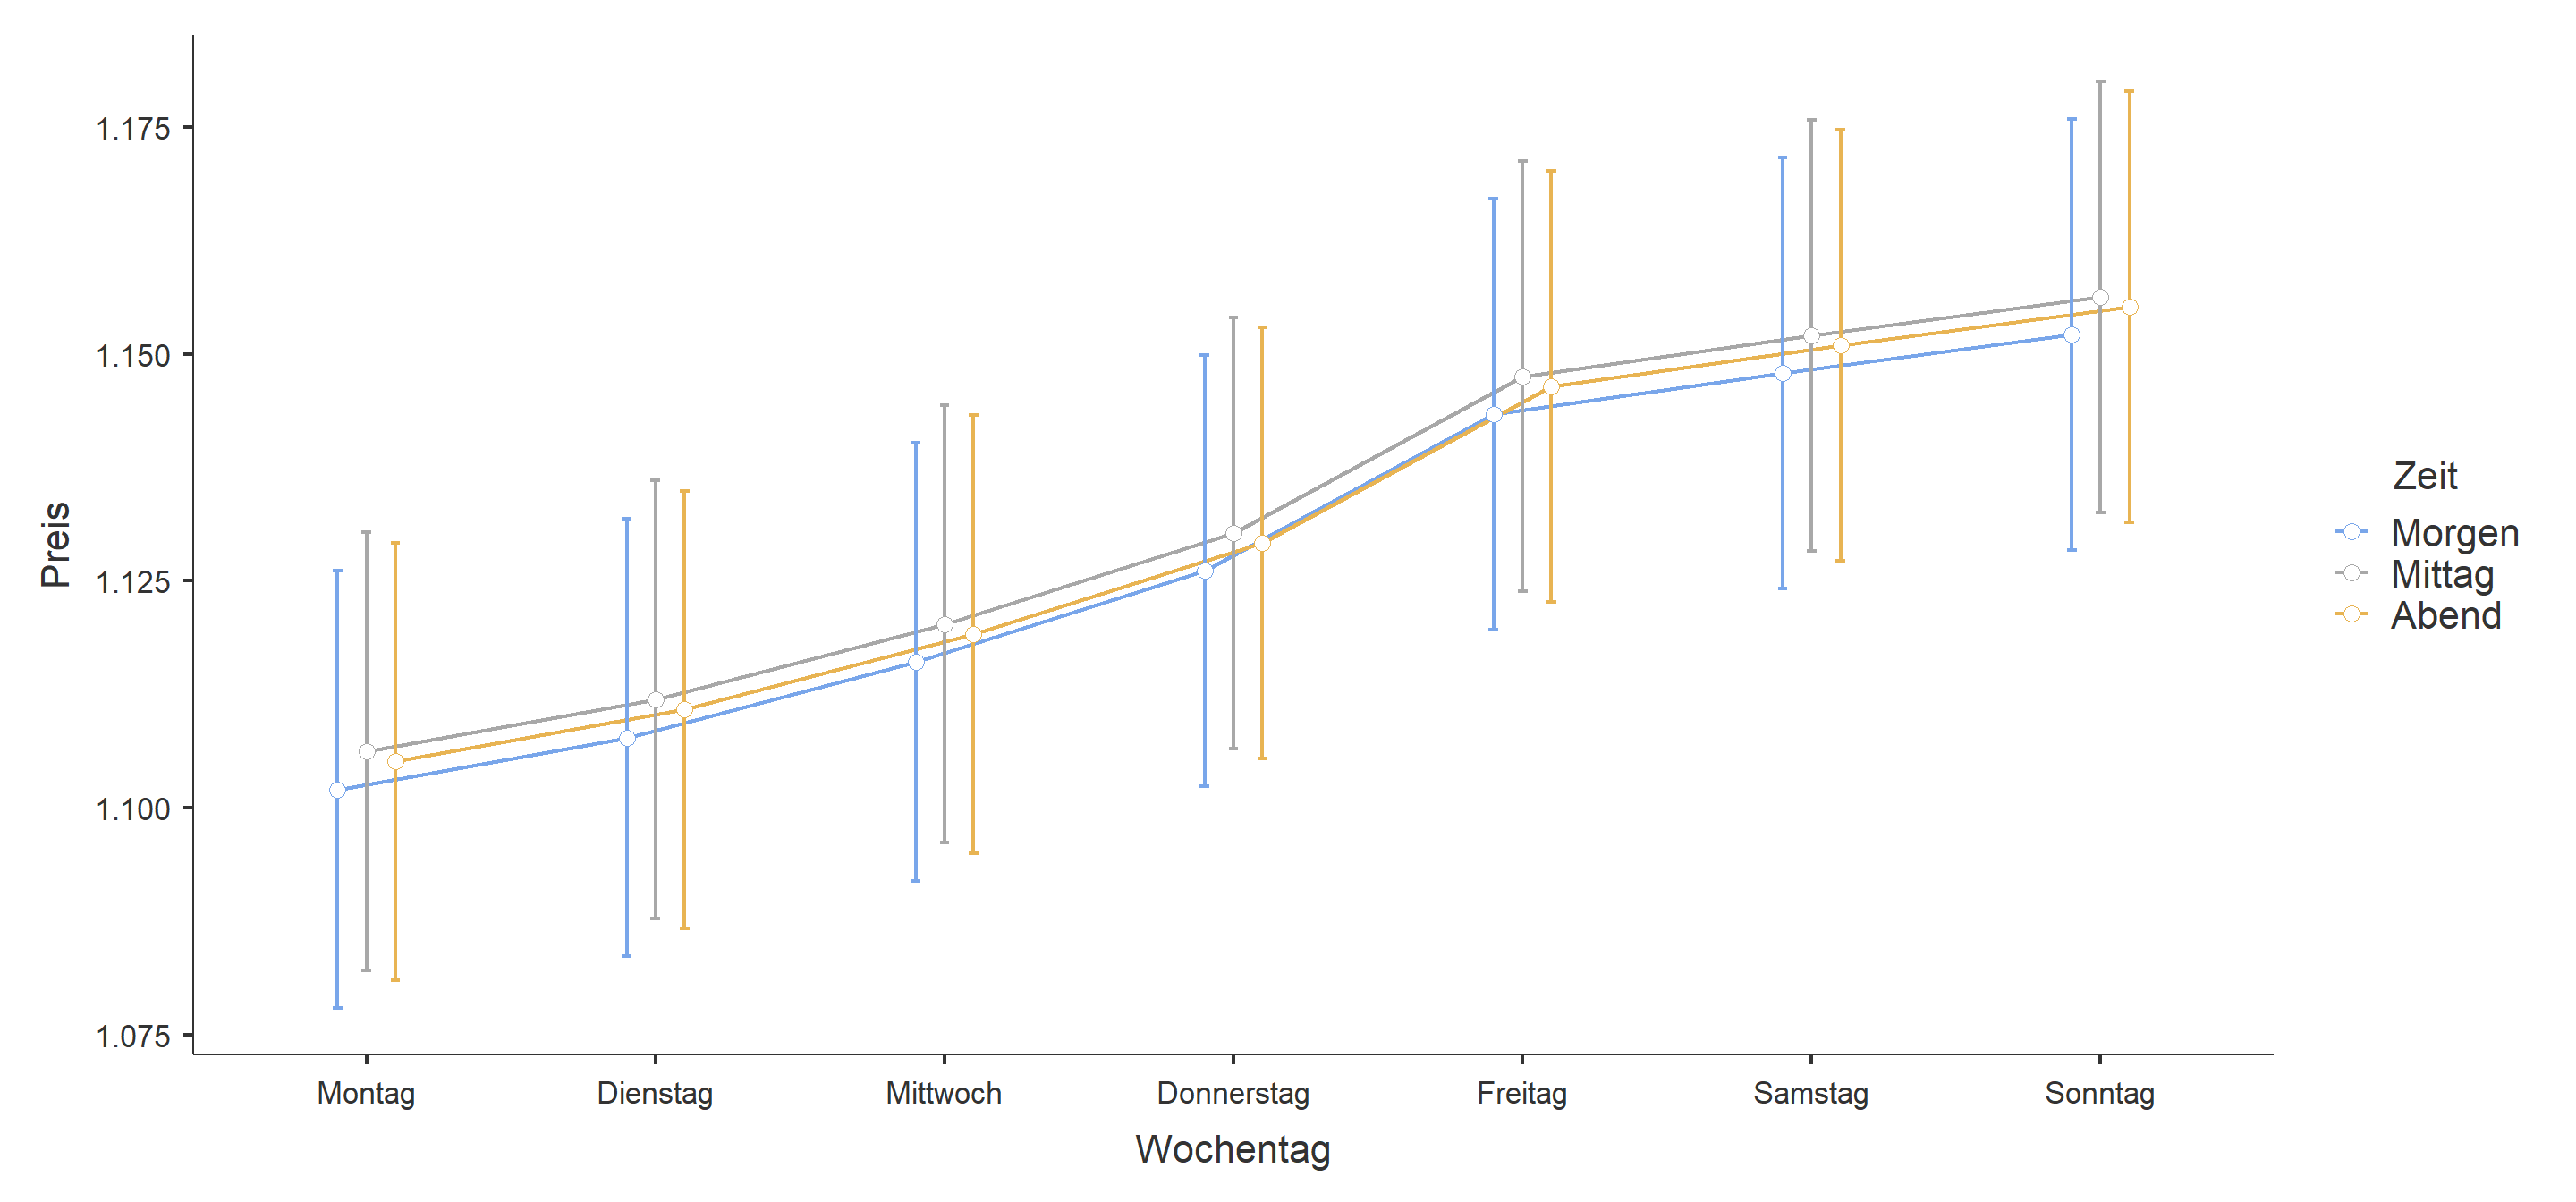 1.175
1.150
1.125
1.100
1.075
Preis
Montag Dienstag Mittwoch Donnerstag Freitag Samstag Sonntag
Wochentag
Zeit
Morgen
Mittag
Abend